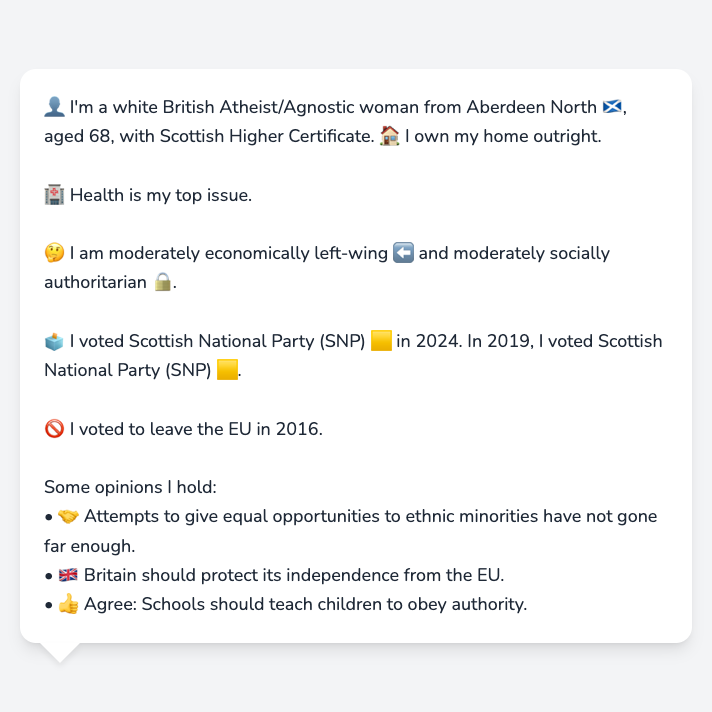 👤 I'm a white British Atheist/Agnostic woman from Aberdeen North 🏴󠁧󠁢󠁳󠁣󠁴󠁿,
aged 68, with Scottish Higher Certificate. 🏠 I own my home outright.
🏥 Health is my top issue.
🤔 I am moderately economically left-wing ⬅️ and moderately socially
authoritarian 🔒.
🗳️ I voted Scottish National Party (SNP) 🟨 in 2024. In 2019, I voted Scottish
National Party (SNP) 🟨.
🚫 I voted to leave the EU in 2016.
Some opinions I hold:
• 🤝 Attempts to give equal opportunities to ethnic minorities have not gone
far enough.
• 🇬🇧 Britain should protect its independence from the EU.
• 👍 Agree: Schools should teach children to obey authority.